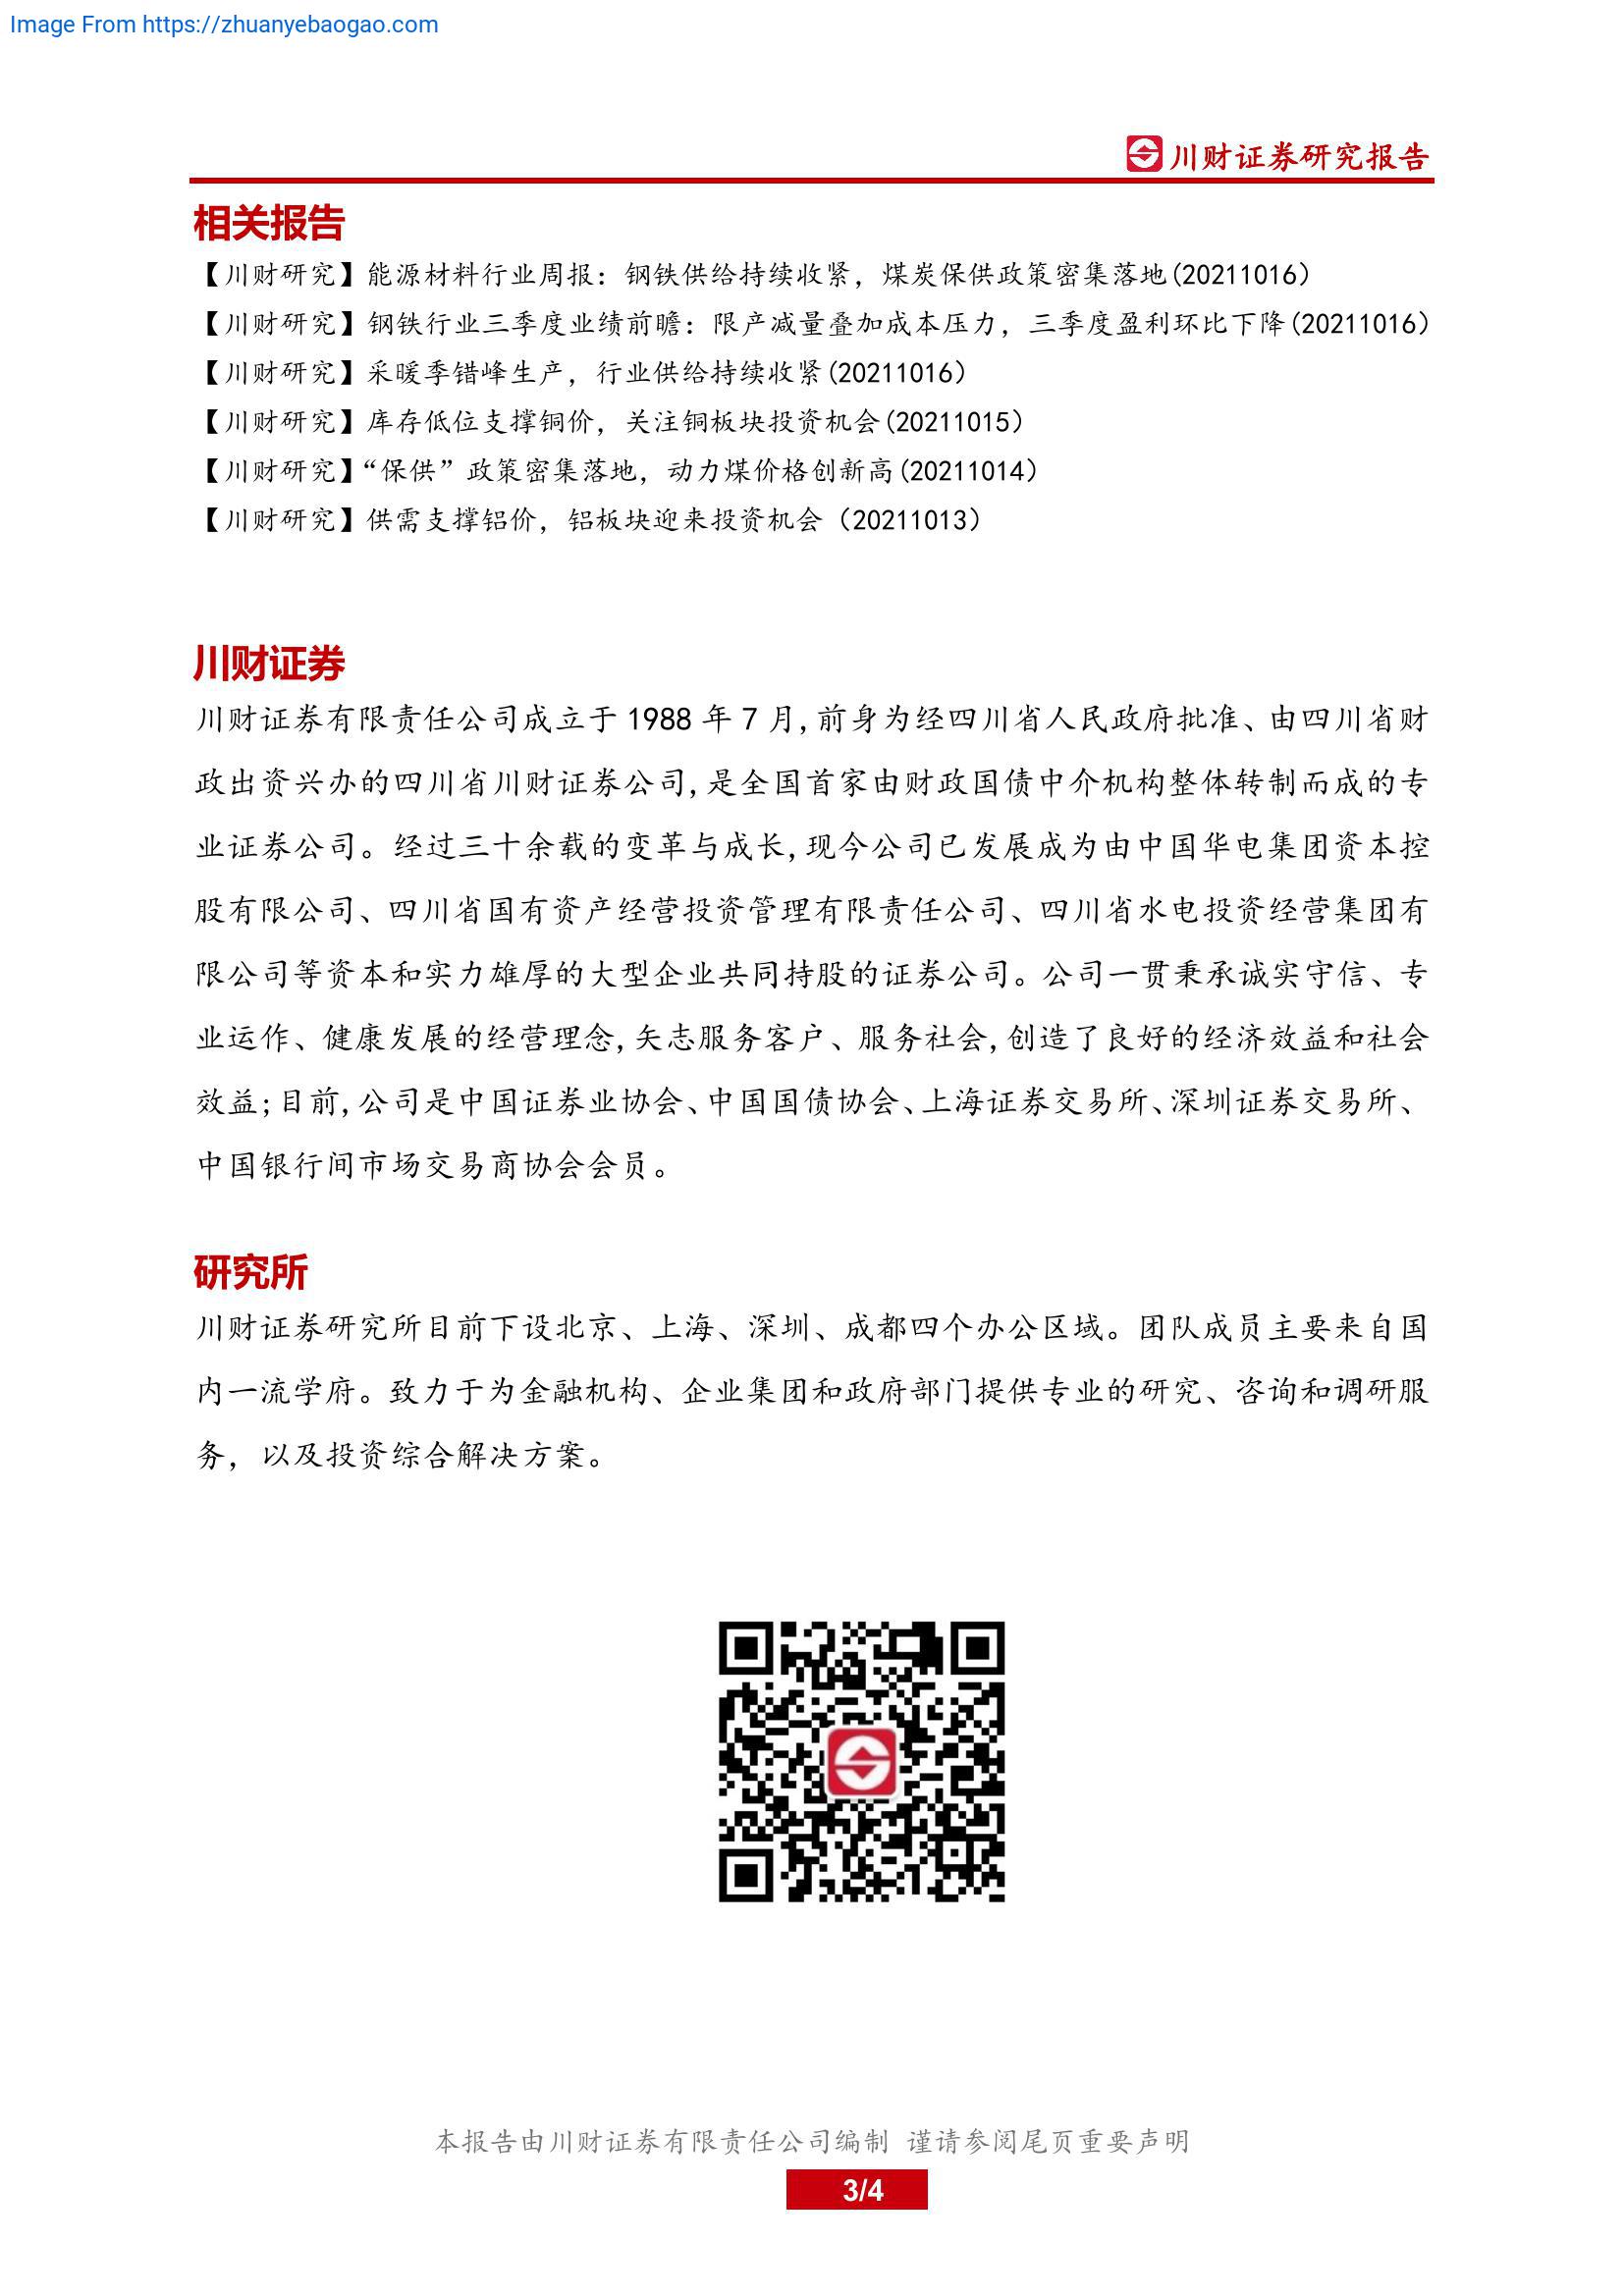 Image From https://zhuanyebaogao.com
川财证券研究报告
相关报告
【川财研究】能源材料行业周报：钢铁供给持续收紧，煤炭保供政策密集落地(20211016）
【川财研究】钢铁行业三季度业绩前瞻：限产减量叠加成本压力，三季度盈利环比下降(20211016）
【川财研究】采暖季错峰生产，行业供给持续收紧(20211016）
【川财研究】库存低位支撑铜价，关注铜板块投资机会(20211015）
【川财研究】“保供”政策密集落地，动力煤价格创新高(20211014）
【川财研究】供需支撑铝价，铝板块迎来投资机会（20211013）
川财证券
川财证券有限责任公司成立于 1988 年 7 月,前身为经四川省人民政府批准、由四川省财
政出资兴办的四川省川财证券公司,是全国首家由财政国债中介机构整体转制而成的专
业证券公司。经过三十余载的变革与成长,现今公司已发展成为由中国华电集团资本控
股有限公司、四川省国有资产经营投资管理有限责任公司、四川省水电投资经营集团有
限公司等资本和实力雄厚的大型企业共同持股的证券公司。公司一贯秉承诚实守信、专
业运作、健康发展的经营理念,矢志服务客户、服务社会,创造了良好的经济效益和社会
效益;目前,公司是中国证券业协会、中国国债协会、上海证券交易所、深圳证券交易所、
中国银行间市场交易商协会会员。
研究所
川财证券研究所目前下设北京、上海、深圳、成都四个办公区域。团队成员主要来自国
内一流学府。致力于为金融机构、企业集团和政府部门提供专业的研究、咨询和调研服
务，以及投资综合解决方案。
本报告由川财证券有限责任公司编制 谨请参阅尾页重要声明
3/4